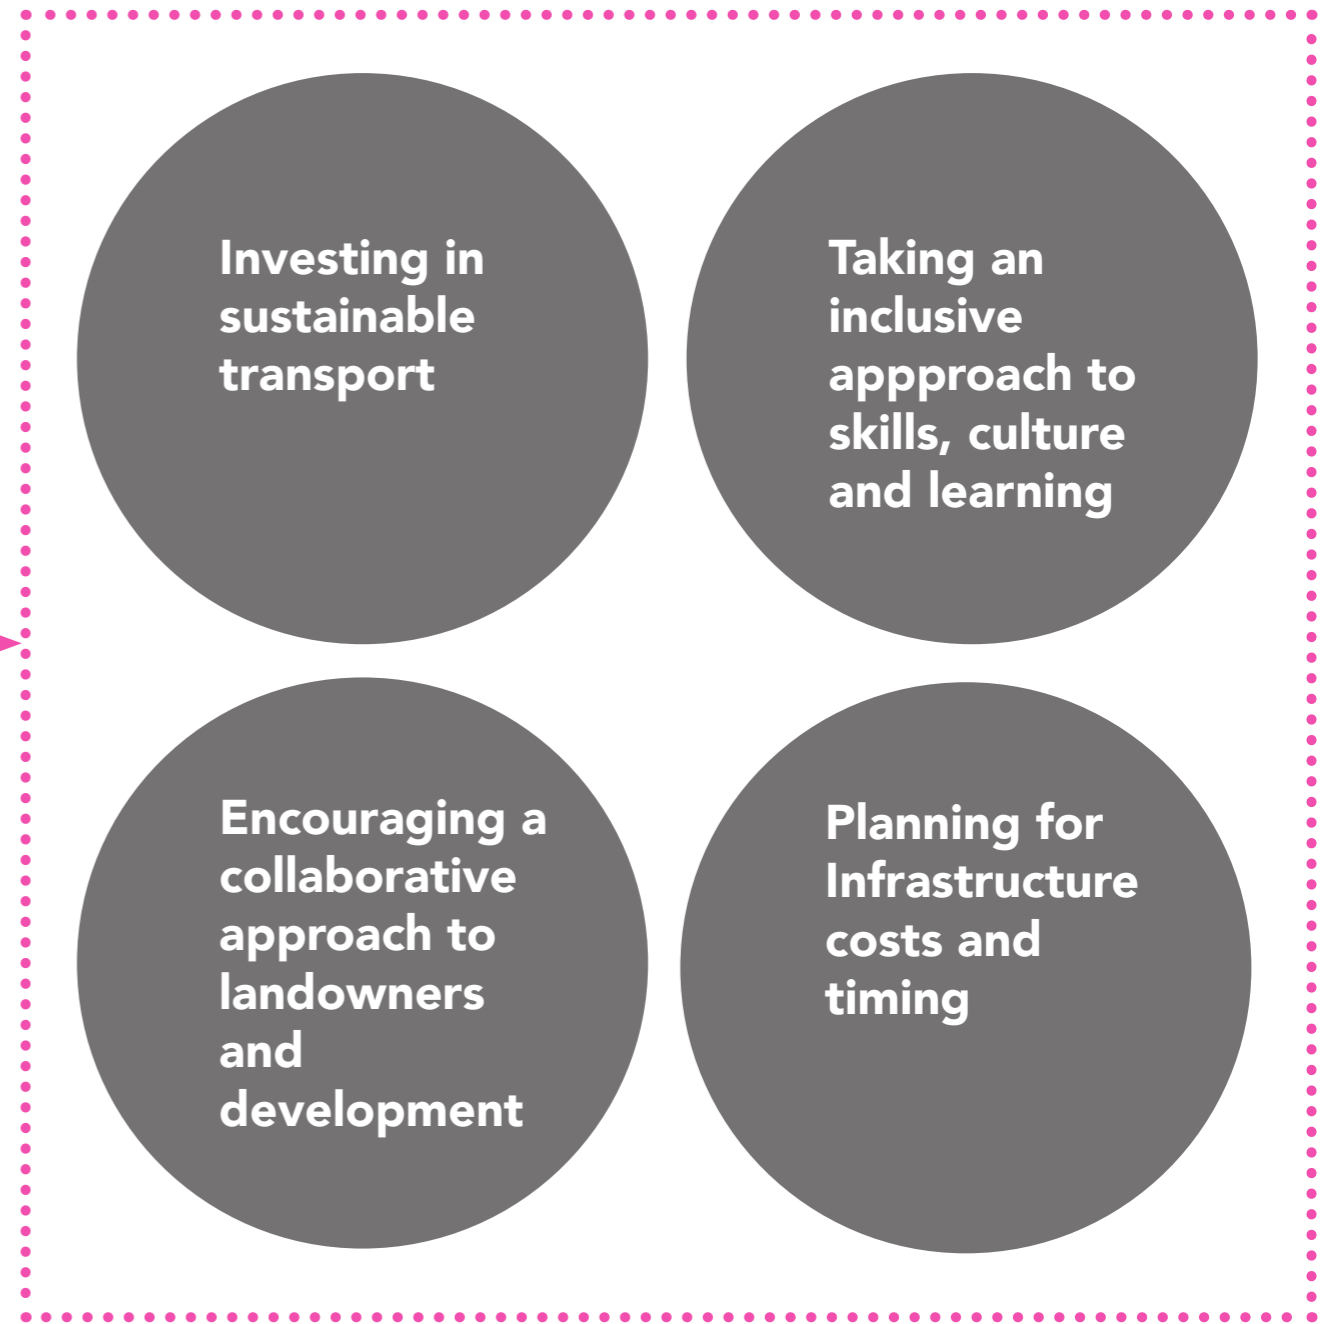 Investing in
sustainable
transport
Taking an
inclusive
appproach to
skills, culture
and learning
Encouraging a
collaborative
approach to
landowners
and
development
Planning for
Infrastructure
costs and
timing